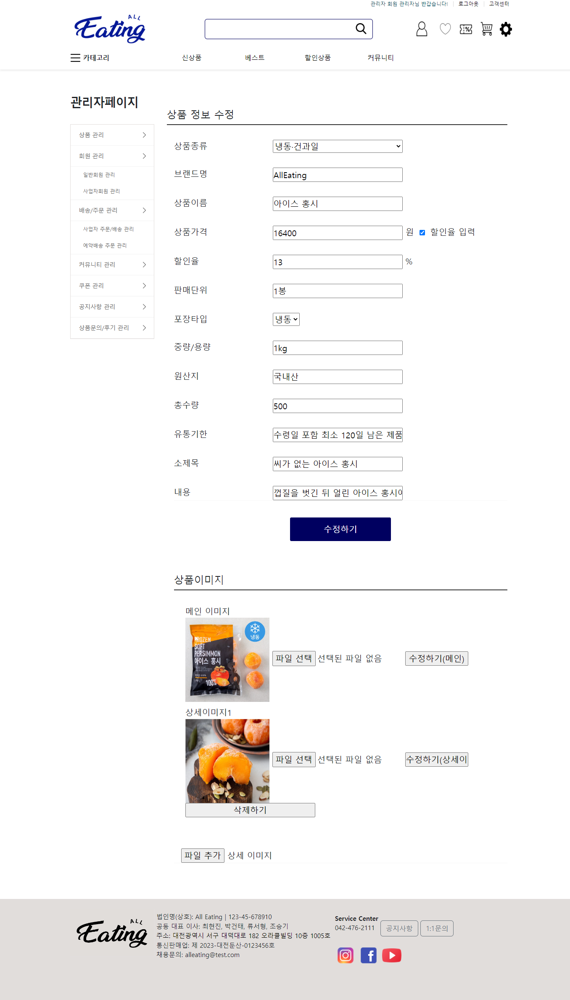 관리자 회원 관리자님 반갑습니다! 로그아웃 고객센터
ALL
Eating
카테고리 신상품 베스트 할인상품 커뮤니티
관리자페이지
상품 관리
회원 관리
일반회원 관리
사업자회원 관리
배송/주문 관리
사업자 주문/배송 관리
예약배송 주문 관리
커뮤니티 관리
쿠폰 관리
공지사항 관리
상품문의/후기 관리
상품 정보 수정
상품종류 냉동·건과일
브랜드명 AllEating
상품이름 아이스 홍시
상품가격 16400 원 할인율 입력
할인율 13 %
판매단위 1봉
포장타입 냉동
중량/용량 1kg
원산지 국내산
총수량 500
유통기한 수령일 포함 최소 120일 남은 제품
소제목 씨가 없는 아이스 홍시
내용 껍질을 벗긴 뒤 얼린 아이스 홍시
수정하기
상품이미지
메인 이미지
냉동
FROZEN
SOFT
PERSIMMON
아이스 홍시
100%
파일 선택 선택된 파일 없음 수정하기(메인)
상세이미지1
파일 선택 선택된 파일 없음 수정하기(상세이
삭제하기
파일 추가 상세 이미지
ALL
Eating
법인명(상호): All Eating | 123-45-678910
공동 대표 이사: 최현진, 박건태, 류서형, 조승기
주소: 대전광역시 서구 대덕대로 182 오라클빌딩 10층 1005호
통신판매업: 제 2023-대전둔산-0123456호
채용문의: alleating@test.com
Service Center
042-476-2111 공지사항 1:1문의